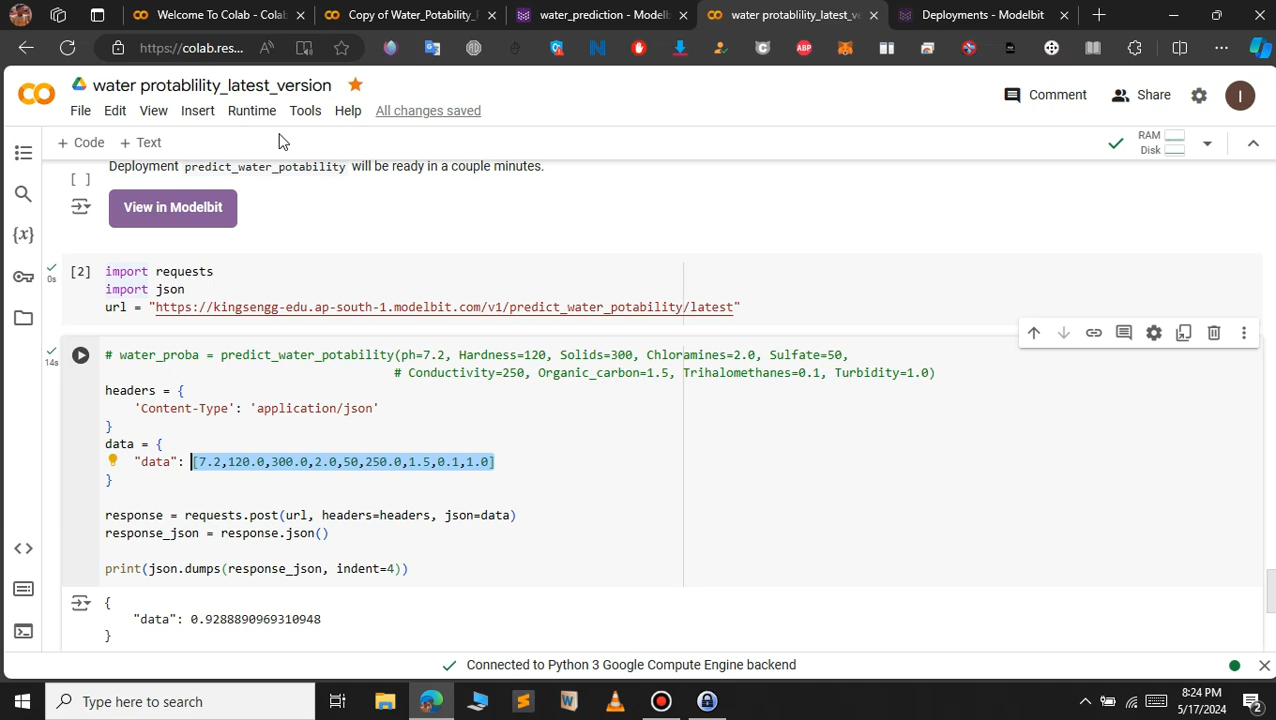 Welcome To Colab - Colab
Copy of Water_Potability_
water_prediction - Modelbi
water protablility_latest_ve
Deployments - Modelbit
https://colab.res...
water protablility_latest_version
File Edit View Insert Runtime Tools Help All changes saved
Comment Share I
+ Code + Text
RAM
Disk
Deployment predict_water_potability will be ready in a couple minutes.
[ ]
View in Modelbit
[2] import requests
0s
import json
url = "https://kingsengg-edu.ap-south-1.modelbit.com/v1/predict_water_potability/latest"
14s
# water_proba = predict_water_potability(ph=7.2, Hardness=120, Solids=300, Chloramines=2.0, Sulfate=50,
# Conductivity=250, Organic_carbon=1.5, Trihalomethanes=0.1, Turbidity=1.0)
headers = {
'Content-Type': 'application/json'
}
data = {
"data": [7.2,120.0,300.0,2.0,50,250.0,1.5,0.1,1.0]
}
response = requests.post(url, headers=headers, json=data)
response_json = response.json()
print(json.dumps(response_json, indent=4))
{
"data": 0.9288890969310948
}
Connected to Python 3 Google Compute Engine backend
Type here to search
8:24 PM
5/17/2024
2